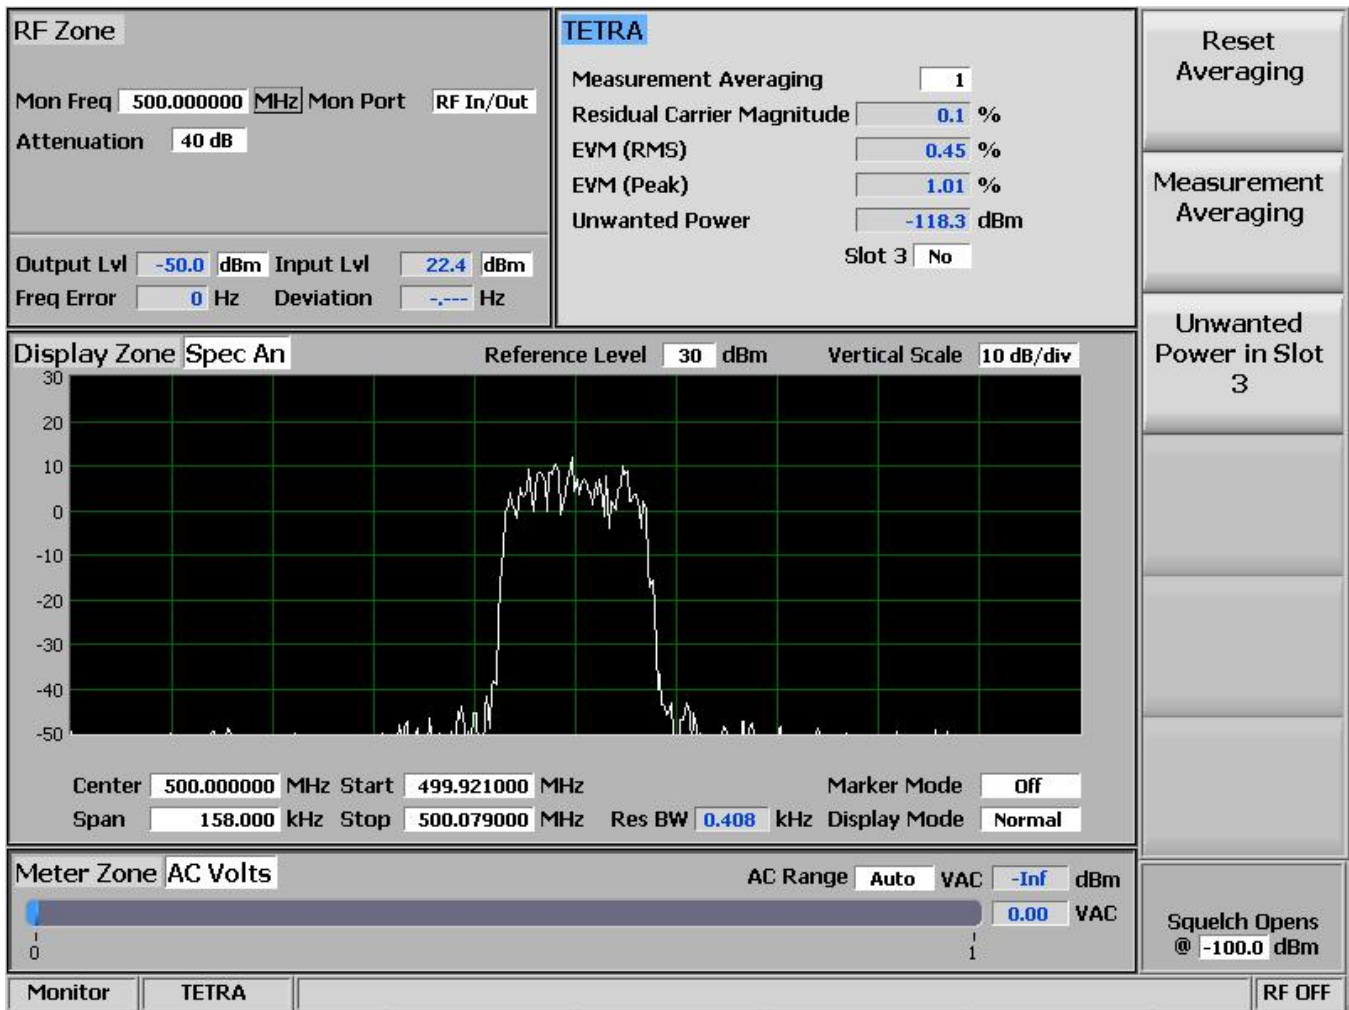 RF Zone
Mon Freq 500.000000 MHz Mon Port RF In/Out
Attenuation 40 dB
Output Lvl -50.0 dBm Input Lvl 22.4 dBm
Freq Error 0 Hz Deviation -.--- Hz
TETRA
Measurement Averaging 1
Residual Carrier Magnitude 0.1 %
EVM (RMS) 0.45 %
EVM (Peak) 1.01 %
Unwanted Power -118.3 dBm
Slot 3 No
Reset
Averaging
Measurement
Averaging
Unwanted
Power in Slot
3
Display Zone Spec An Reference Level 30 dBm Vertical Scale 10 dB/div
30
20
10
0
-10
-20
-30
-40
-50
Center 500.000000 MHz Start 499.921000 MHz Marker Mode Off
Span 158.000 kHz Stop 500.079000 MHz Res BW 0.408 kHz Display Mode Normal
Meter Zone AC Volts AC Range Auto VAC -Inf dBm
0.00 VAC
0 1
Squelch Opens
@ -100.0 dBm
Monitor TETRA RF OFF